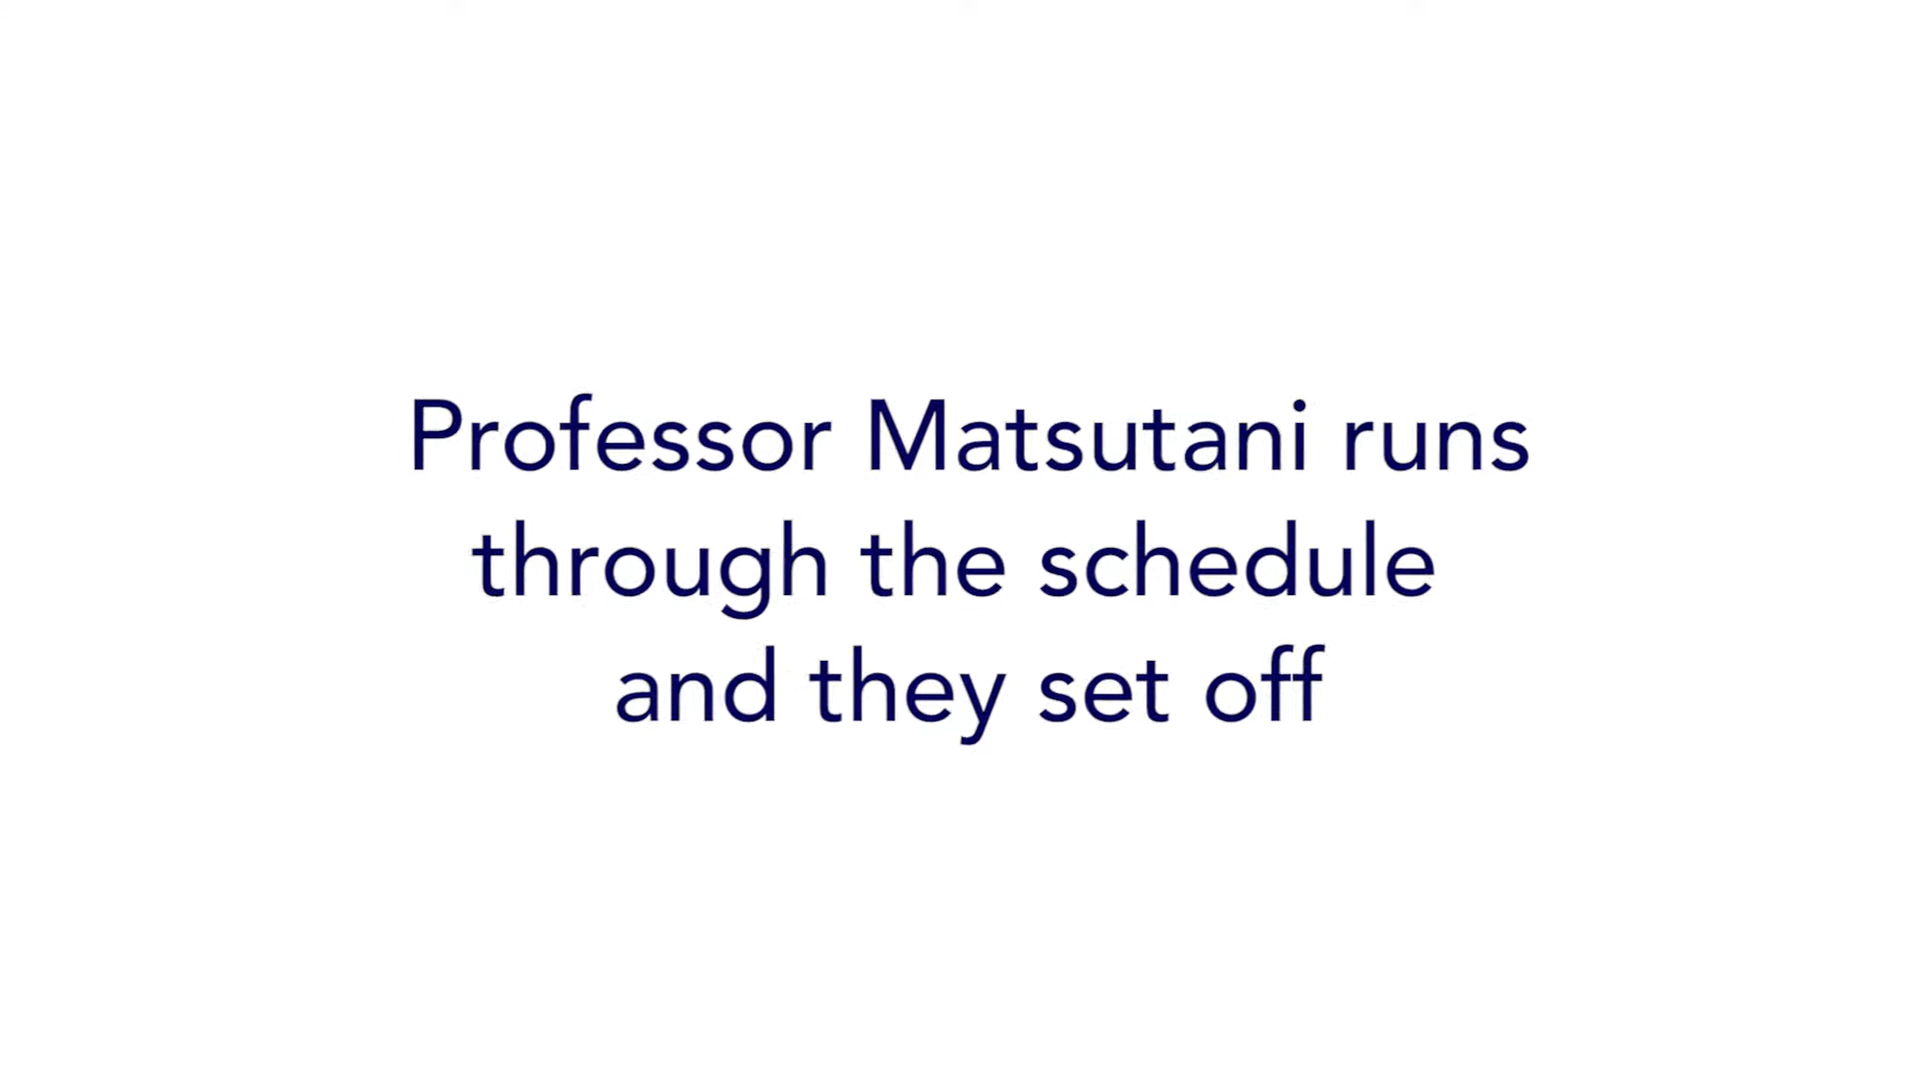 Professor Matsutani runs
through the schedule
and they set off